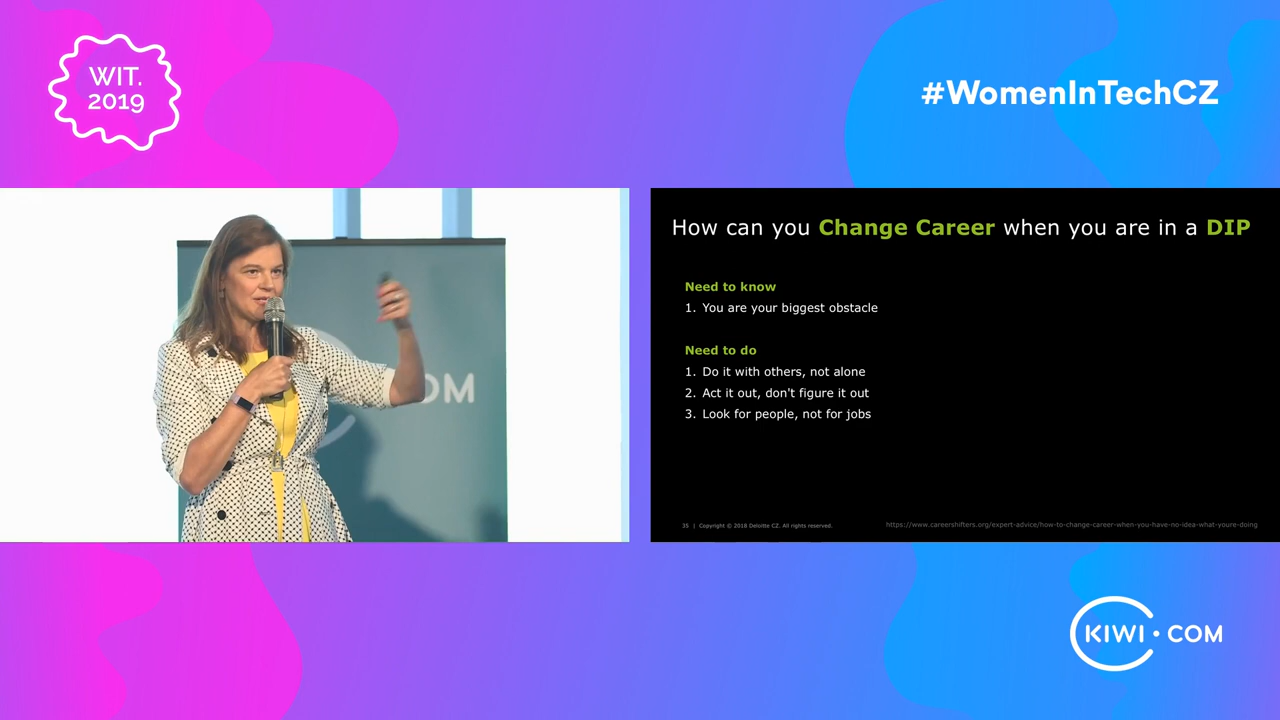 WIT.
2019
#WomenInTechCZ
.COM
How can you Change Career when you are in a DIP
Need to know
1. You are your biggest obstacle
Need to do
1. Do it with others, not alone
2. Act it out, don't figure it out
3. Look for people, not for jobs
35 | Copyright © 2018 Deloitte CZ. All rights reserved.
https://www.careershifters.org/expert-advice/how-to-change-career-when-you-have-no-idea-what-youre-doing
KIWI.COM